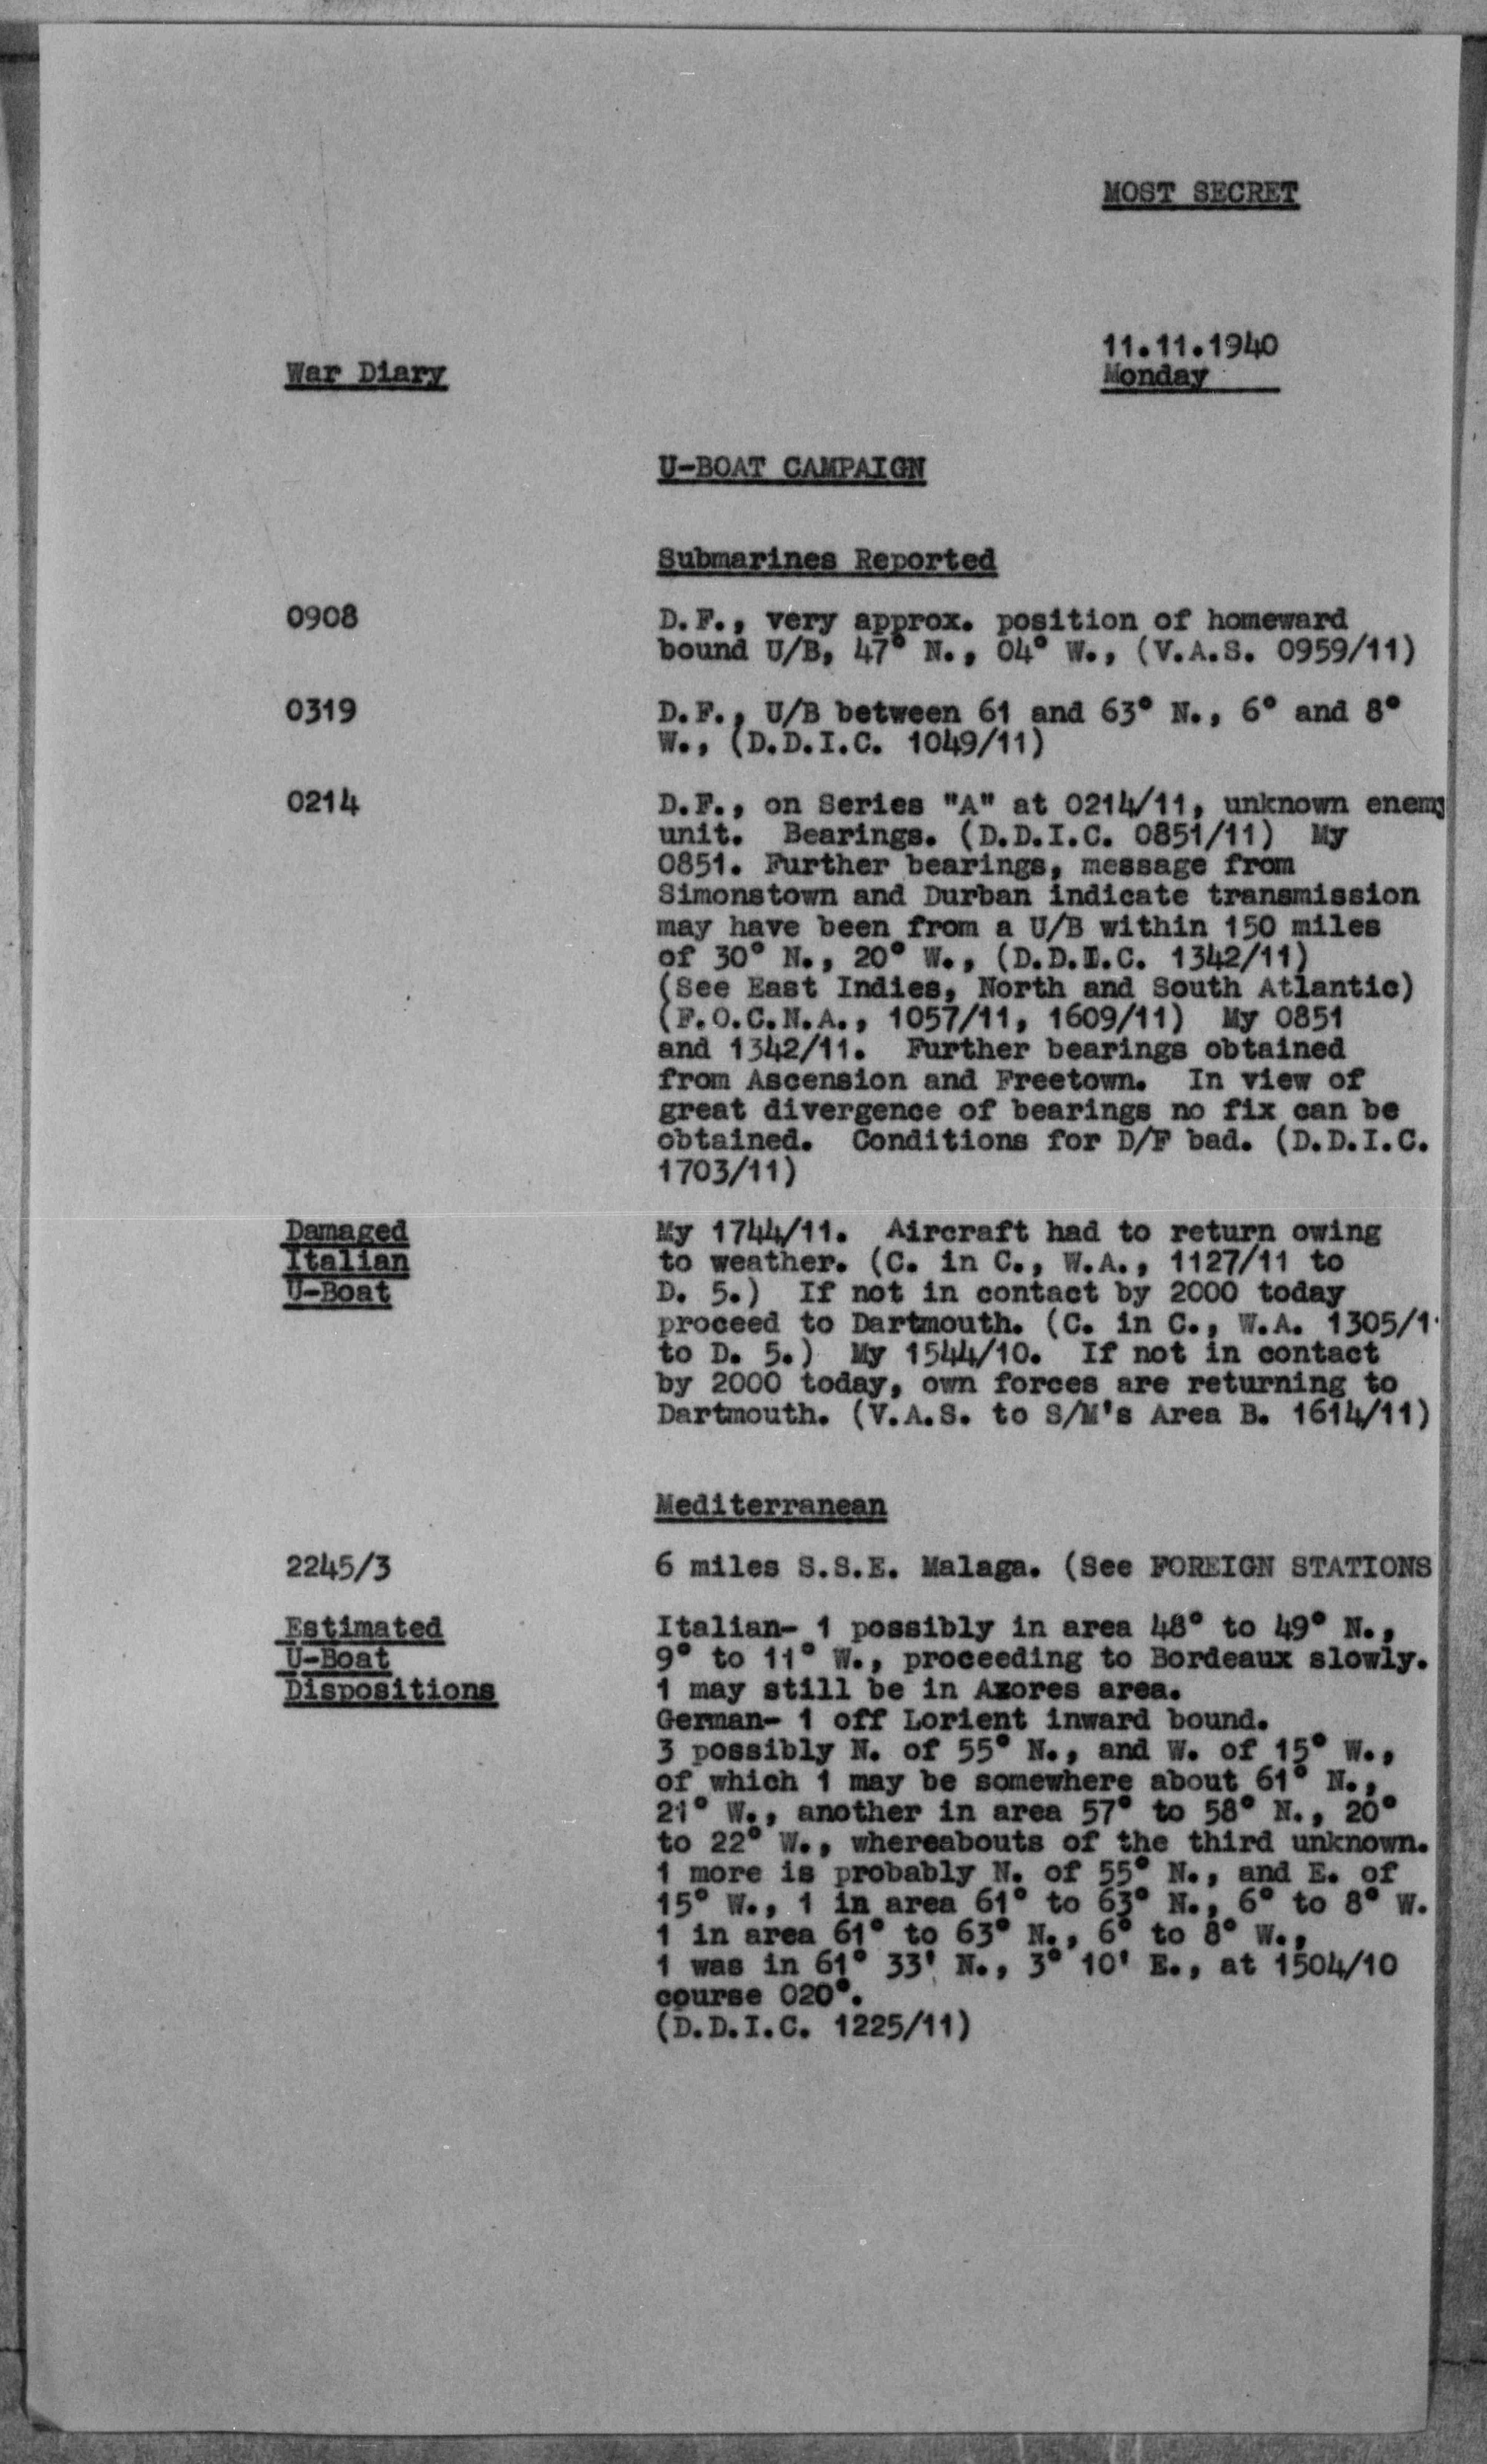 MOST SECRET
11.11.1940
War Diary
Monday
U-BOAT CAMPAIGN
Submarines Reported
0908
D.F., very approx. position of homeward
bound U/B, 47° N., 04° W., (V.A.S. 0959/11)
0319
D.F., U/B between 61 and 63° N., 6° and 8°
W., (D.D.I.C. 1049/11)
0214
D.F., on Series "A" at 0214/11, unknown enemy
unit. Bearings. (D.D.I.C. 0851/11) My
0851. Further bearings, message from
Simonstown and Durban indicate transmission
may have been from a U/B within 150 miles
of 30° N., 20° W., (D.D.I.C. 1342/11)
(See East Indies, North and South Atlantic)
(F.O.C.N.A., 1057/11, 1609/11) My 0851
and 1342/11. Further bearings obtained
from Ascension and Freetown. In view of
great divergence of bearings no fix can be
obtained. Conditions for D/F bad. (D.D.I.C.
1703/11)
Damaged
Italian
U-Boat
My 1744/11. Aircraft had to return owing
to weather. (C. in C., W.A., 1127/11 to
D. 5.) If not in contact by 2000 today
proceed to Dartmouth. (C. in C., W.A. 1305/1
to D. 5.) My 1544/10. If not in contact
by 2000 today, own forces are returning to
Dartmouth. (V.A.S. to S/M's Area B. 1614/11)
Mediterranean
2245/3
6 miles S.S.E. Malaga. (See FOREIGN STATIONS
Estimated
U-Boat
Dispositions
Italian- 1 possibly in area 48° to 49° N.,
9° to 11° W., proceeding to Bordeaux slowly.
1 may still be in Azores area.
German- 1 off Lorient inward bound.
3 possibly N. of 55° N., and W. of 15° W.,
of which 1 may be somewhere about 61° N.,
21° W., another in area 57° to 58° N., 20°
to 22° W., whereabouts of the third unknown.
1 more is probably N. of 55° N., and E. of
15° W., 1 in area 61° to 63° N., 6° to 8° W.
1 in area 61° to 63° N., 6° to 8° W.,
1 was in 61° 33' N., 3° 10' E., at 1504/10
course 020°.
(D.D.I.C. 1225/11)